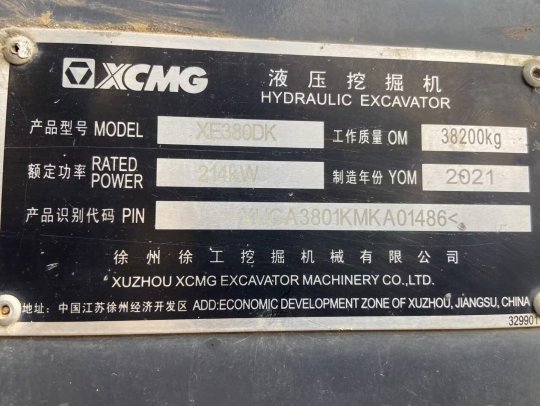 XCMG 液压挖掘机
HYDRAULIC EXCAVATOR
产品型号 MODEL XE380DK 工作质量 OM 38200kg
额定功率 RATED POWER 214kW 制造年份 YOM 2021
产品识别代码 PIN
徐州徐工挖掘机械有限公司
XUZHOU XCMG EXCAVATOR MACHINERY CO.,LTD.
地址: 中国江苏徐州经济开发区 ADD:ECONOMIC DEVELOPMENT ZONE OF XUZHOU, JIANGSU, CHINA